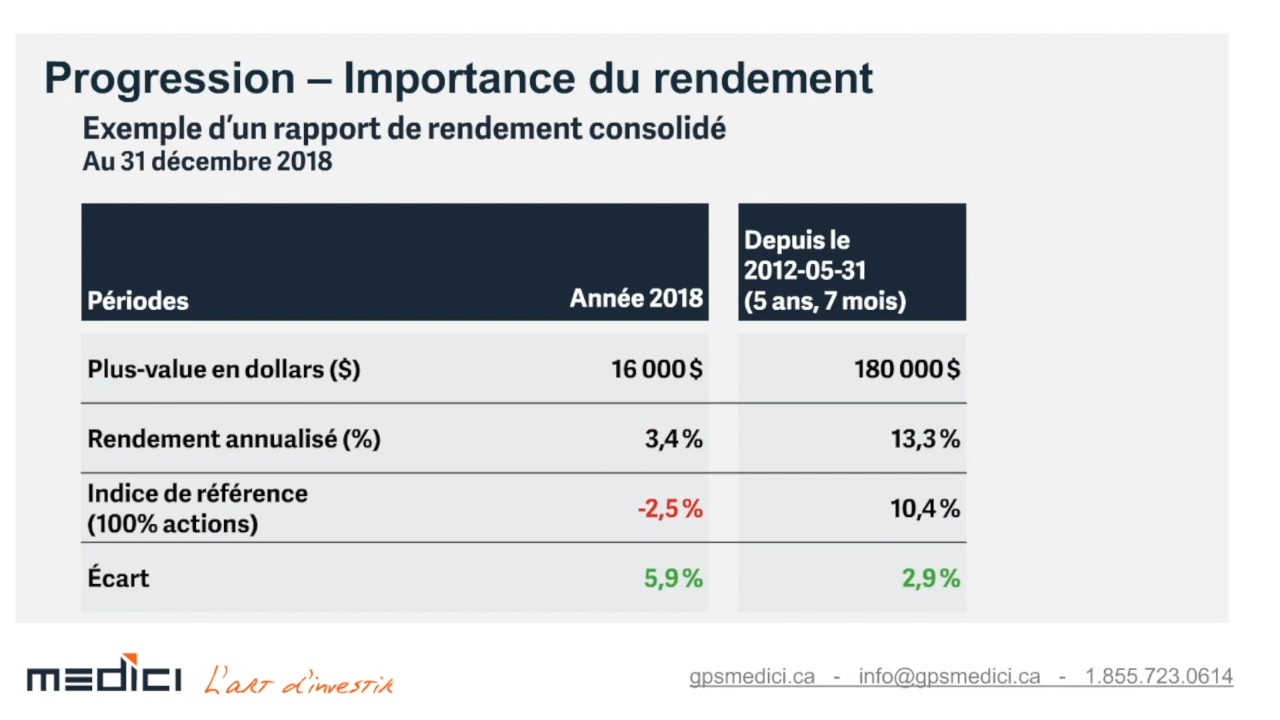 Progression – Importance du rendement
Exemple d'un rapport de rendement consolidé
Au 31 décembre 2018
Périodes Année 2018 Depuis le 2012-05-31 (5 ans, 7 mois)
Plus-value en dollars ($) 16 000 $ 180 000 $
Rendement annualisé (%) 3,4 % 13,3 %
Indice de référence (100% actions) -2,5 % 10,4 %
Écart 5,9 % 2,9 %
MEDICI L'ART d'investir gpsmedici.ca - info@gpsmedici.ca - 1.855.723.0614